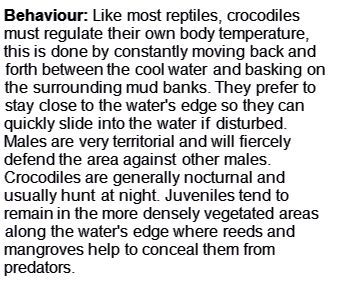 Behaviour: Like most reptiles, crocodiles
must regulate their own body temperature,
this is done by constantly moving back and
forth between the cool water and basking on
the surrounding mud banks. They prefer to
stay close to the water's edge so they can
quickly slide into the water if disturbed.
Males are very territorial and will fiercely
defend the area against other males.
Crocodiles are generally nocturnal and
usually hunt at night. Juveniles tend to
remain in the more densely vegetated areas
along the water's edge where reeds and
mangroves help to conceal them from
predators.